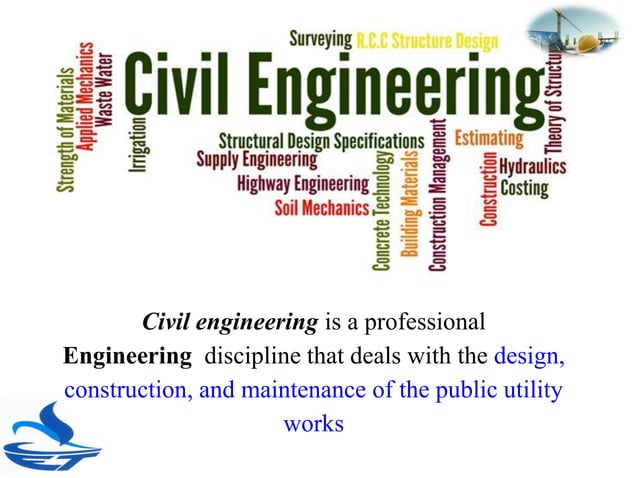 Surveying R.C.C Structure Design
Civil Engineering
Strength of Materials
Applied Mechanics
Waste Water
Irrigation
Theory of Structu
Structural Design Specifications
Estimating
Supply Engineering
Hydraulics
Highway Engineering
Costing
Soil Mechanics
Concrete Technology
Building Materials
Construction Management
Construction
Civil engineering is a professional
Engineering discipline that deals with the design,
construction, and maintenance of the public utility
works